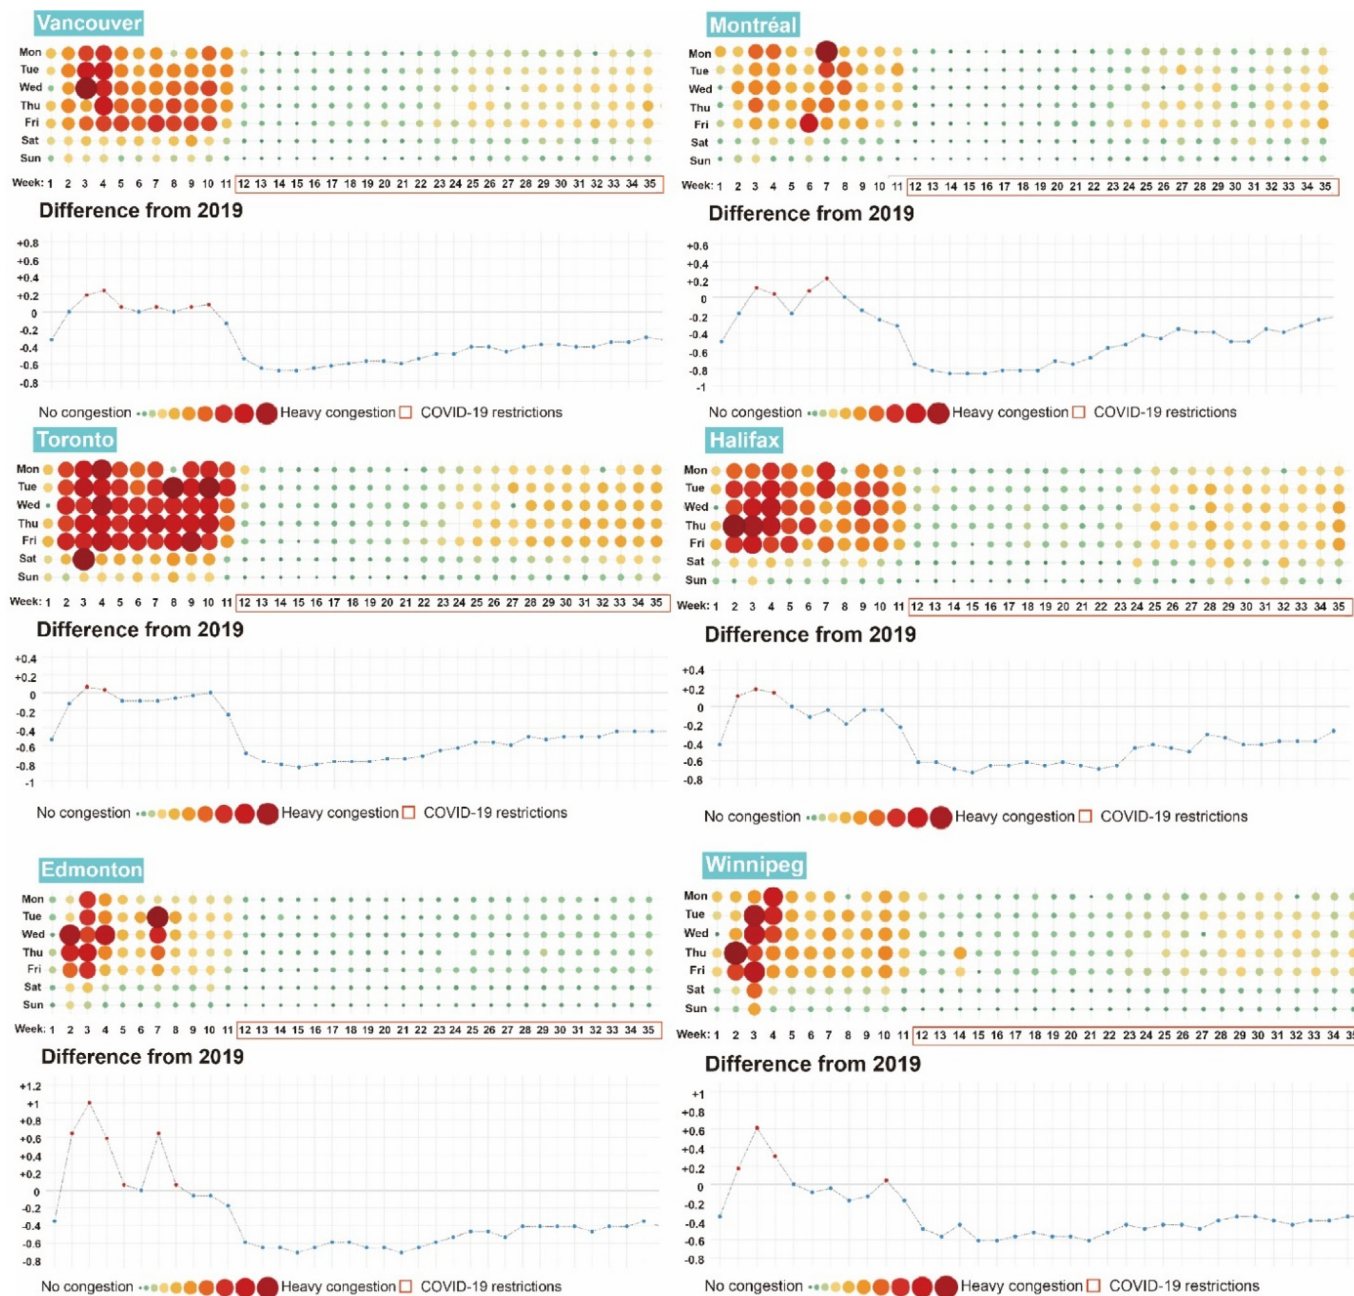 Vancouver
Mon
Tue
Wed
Thu
Fri
Sat
Sun
Week: 1 2 3 4 5 6 7 8 9 10 11 12 13 14 15 16 17 18 19 20 21 22 23 24 25 26 27 28 29 30 31 32 33 34 35
Difference from 2019
+0.8
+0.6
+0.4
+0.2
0
-0.2
-0.4
-0.6
-0.8
No congestion Heavy congestion COVID-19 restrictions
Montréal
Mon
Tue
Wed
Thu
Fri
Sat
Sun
Week: 1 2 3 4 5 6 7 8 9 10 11 12 13 14 15 16 17 18 19 20 21 22 23 24 25 26 27 28 29 30 31 32 33 34 35
Difference from 2019
+0.6
+0.4
+0.2
0
-0.2
-0.4
-0.6
-0.8
-1
No congestion Heavy congestion COVID-19 restrictions
Toronto
Mon
Tue
Wed
Thu
Fri
Sat
Sun
Week: 1 2 3 4 5 6 7 8 9 10 11 12 13 14 15 16 17 18 19 20 21 22 23 24 25 26 27 28 29 30 31 32 33 34 35
Difference from 2019
+0.4
+0.2
0
-0.2
-0.4
-0.6
-0.8
-1
No congestion Heavy congestion COVID-19 restrictions
Halifax
Mon
Tue
Wed
Thu
Fri
Sat
Sun
Week: 1 2 3 4 5 6 7 8 9 10 11 12 13 14 15 16 17 18 19 20 21 22 23 24 25 26 27 28 29 30 31 32 33 34 35
Difference from 2019
+0.4
+0.2
0
-0.2
-0.4
-0.6
-0.8
No congestion Heavy congestion COVID-19 restrictions
Edmonton
Mon
Tue
Wed
Thu
Fri
Sat
Sun
Week: 1 2 3 4 5 6 7 8 9 10 11 12 13 14 15 16 17 18 19 20 21 22 23 24 25 26 27 28 29 30 31 32 33 34 35
Difference from 2019
+1.2
+1
+0.8
+0.6
+0.4
+0.2
0
-0.2
-0.4
-0.6
-0.8
No congestion Heavy congestion COVID-19 restrictions
Winnipeg
Mon
Tue
Wed
Thu
Fri
Sat
Sun
Week: 1 2 3 4 5 6 7 8 9 10 11 12 13 14 15 16 17 18 19 20 21 22 23 24 25 26 27 28 29 30 31 32 33 34 35
Difference from 2019
+1
+0.8
+0.6
+0.4
+0.2
0
-0.2
-0.4
-0.6
-0.8
No congestion Heavy congestion COVID-19 restrictions